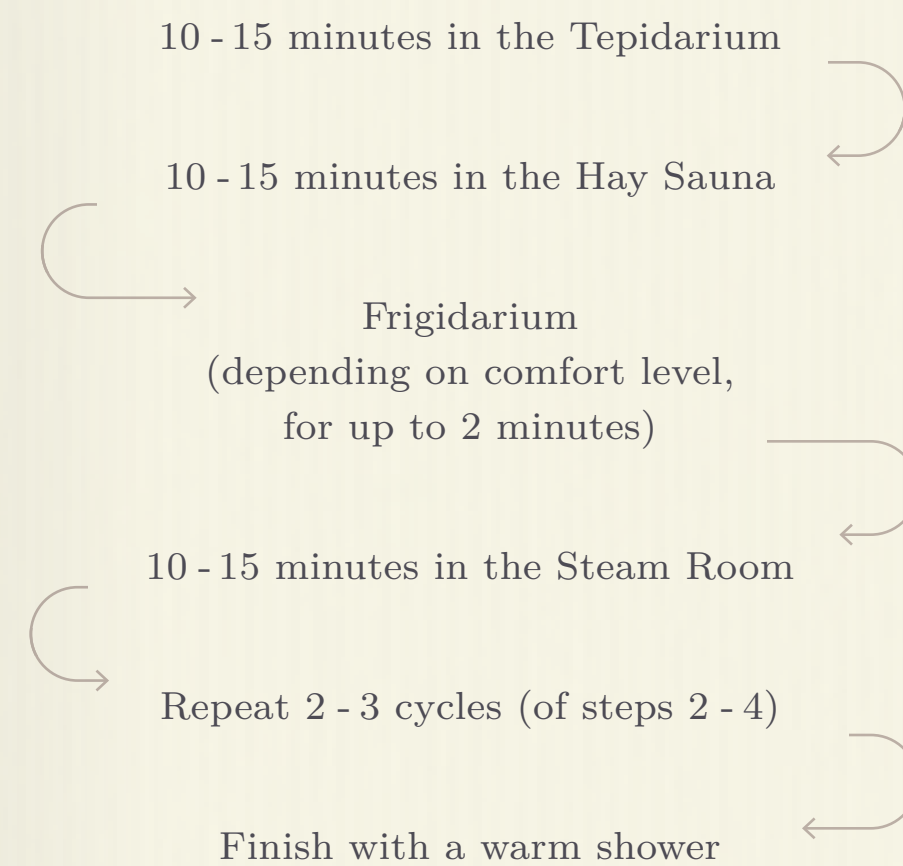 10 - 15 minutes in the Tepidarium
10 - 15 minutes in the Hay Sauna
Frigidarium
(depending on comfort level,
for up to 2 minutes)
10 - 15 minutes in the Steam Room
Repeat 2 - 3 cycles (of steps 2 - 4)
Finish with a warm shower